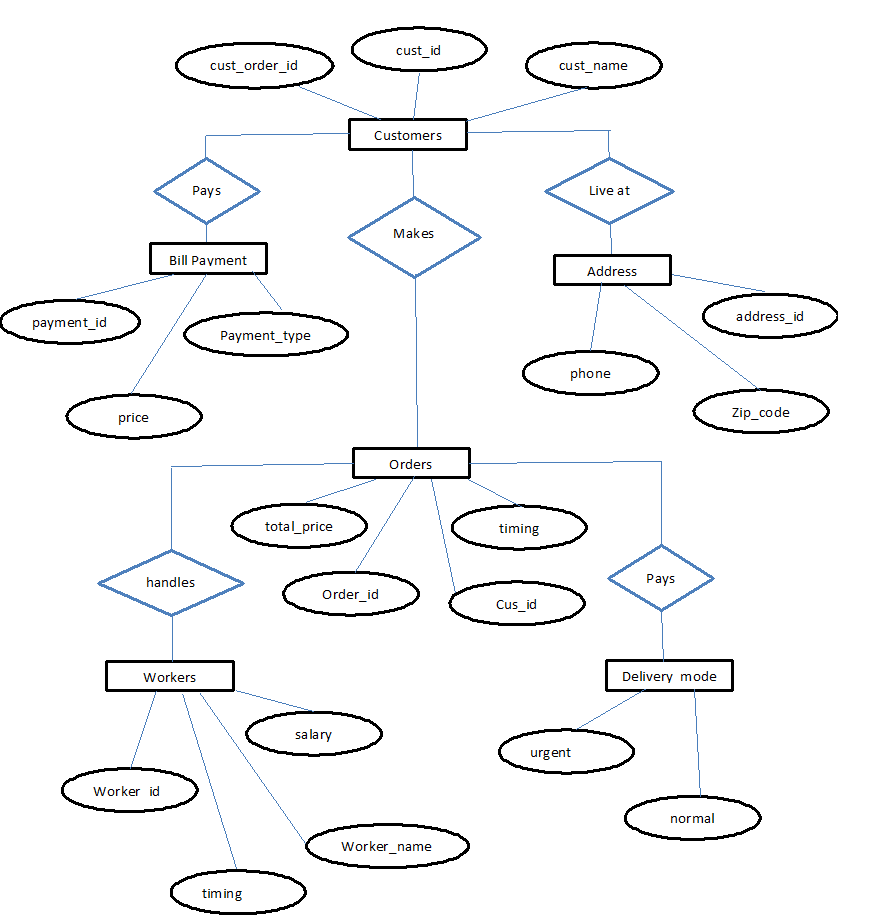 cust_id
cust_order_id
cust_name
Customers
Pays
Live at
Makes
Bill Payment
Address
payment_id
Payment_type
address_id
phone
price
Zip_code
Orders
total_price
timing
handles
Pays
Order_id
Cus_id
Workers
Delivery mode
salary
urgent
Worker id
normal
Worker_name
timing